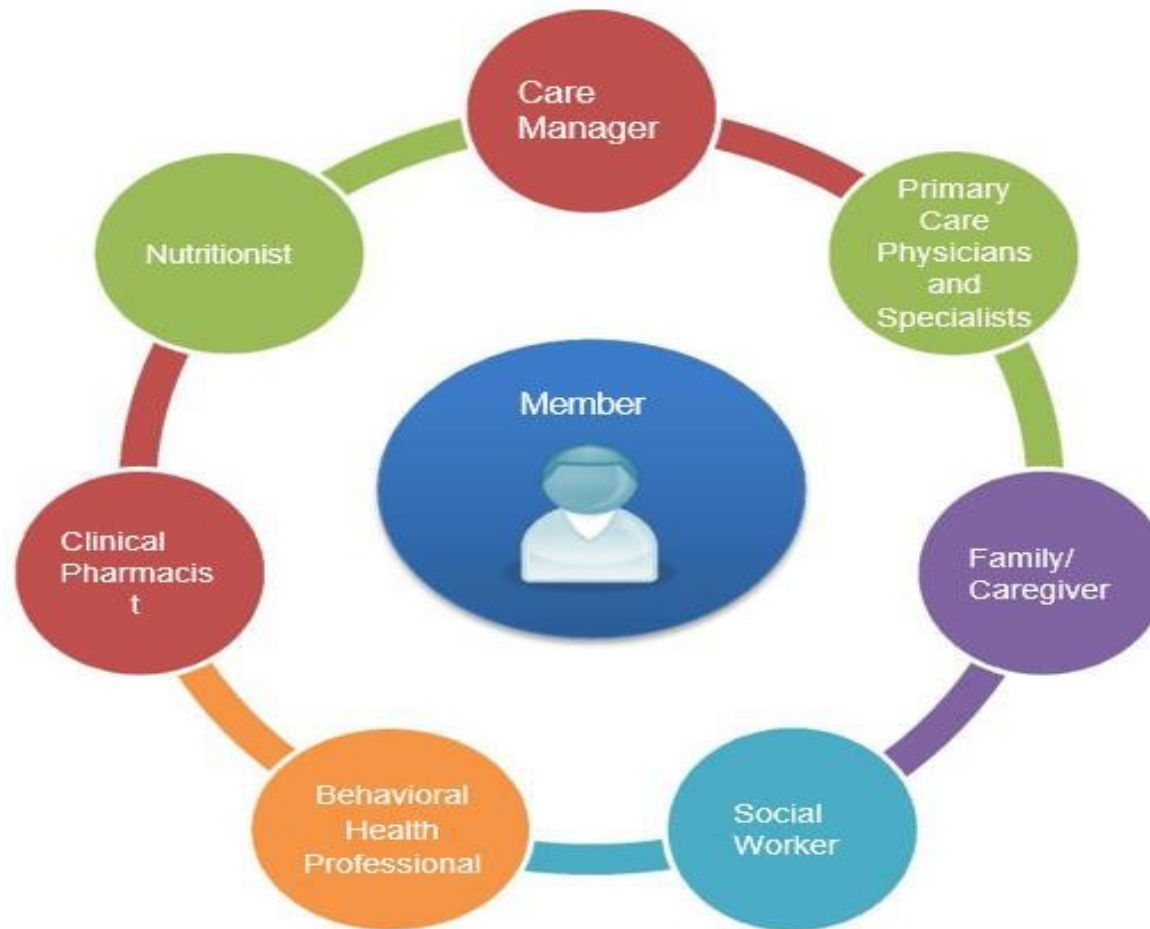 Care
Manager
Primary
Care
Physicians
and
Specialists
Nutritionist
Member
Clinical
Pharmacis
t
Family/
Caregiver
Behavioral
Health
Professional
Social
Worker